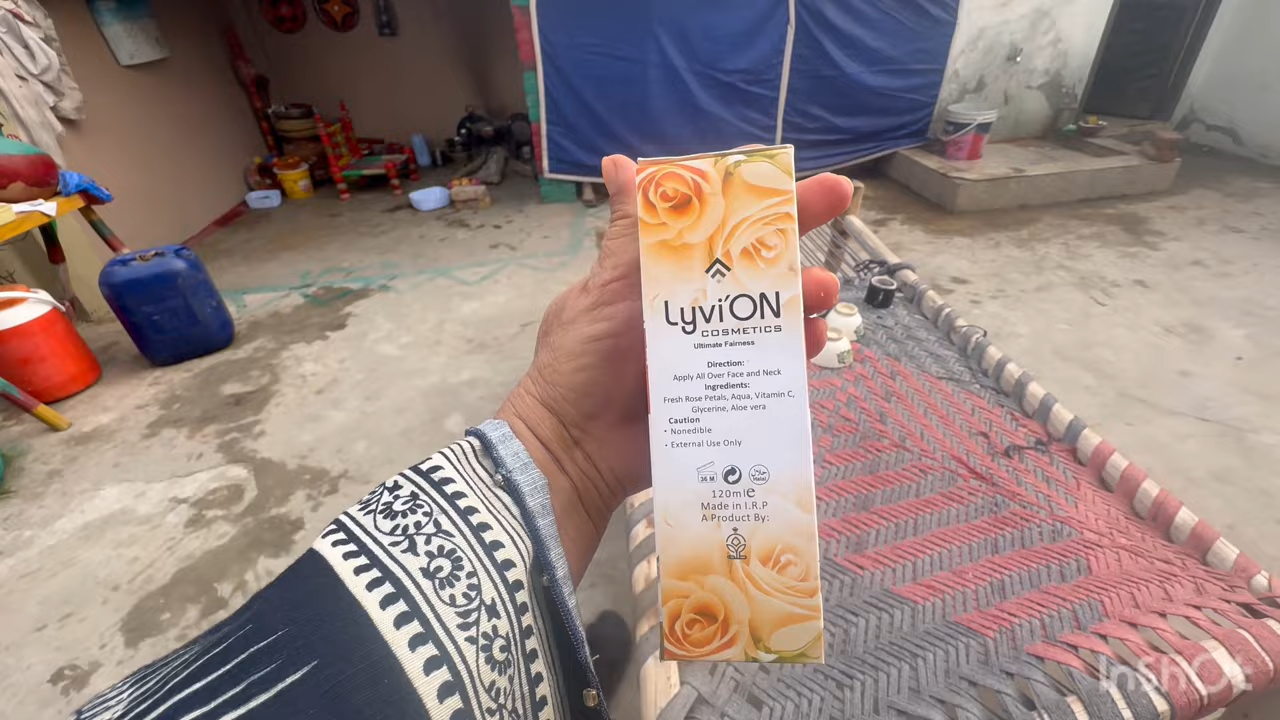 Lyvi'ON
COSMETICS
Ultimate Fairness
Direction:
Apply All Over Face and Neck
Ingredients:
Fresh Rose Petals, Aqua, Vitamin C,
Glycerine, Aloe vera
Caution
• Nonedible
• External Use Only
36 M
حلال
Halal
120ml e
Made in I.R.P
A Product By:
InShOt